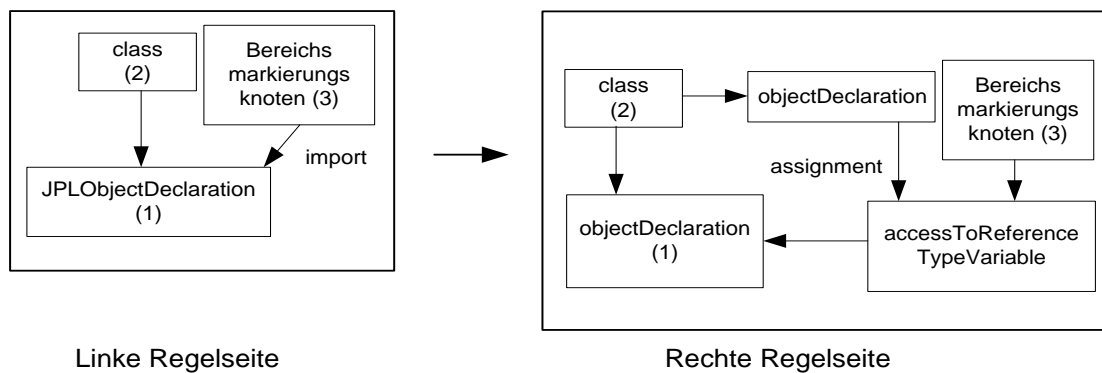 class
(2)
Bereichs
markierungs
knoten (3)
import
JPLObjectDeclaration
(1)
Linke Regelseite
class
(2)
objectDeclaration
Bereichs
markierungs
knoten (3)
assignment
objectDeclaration
(1)
accessToReference
TypeVariable
Rechte Regelseite